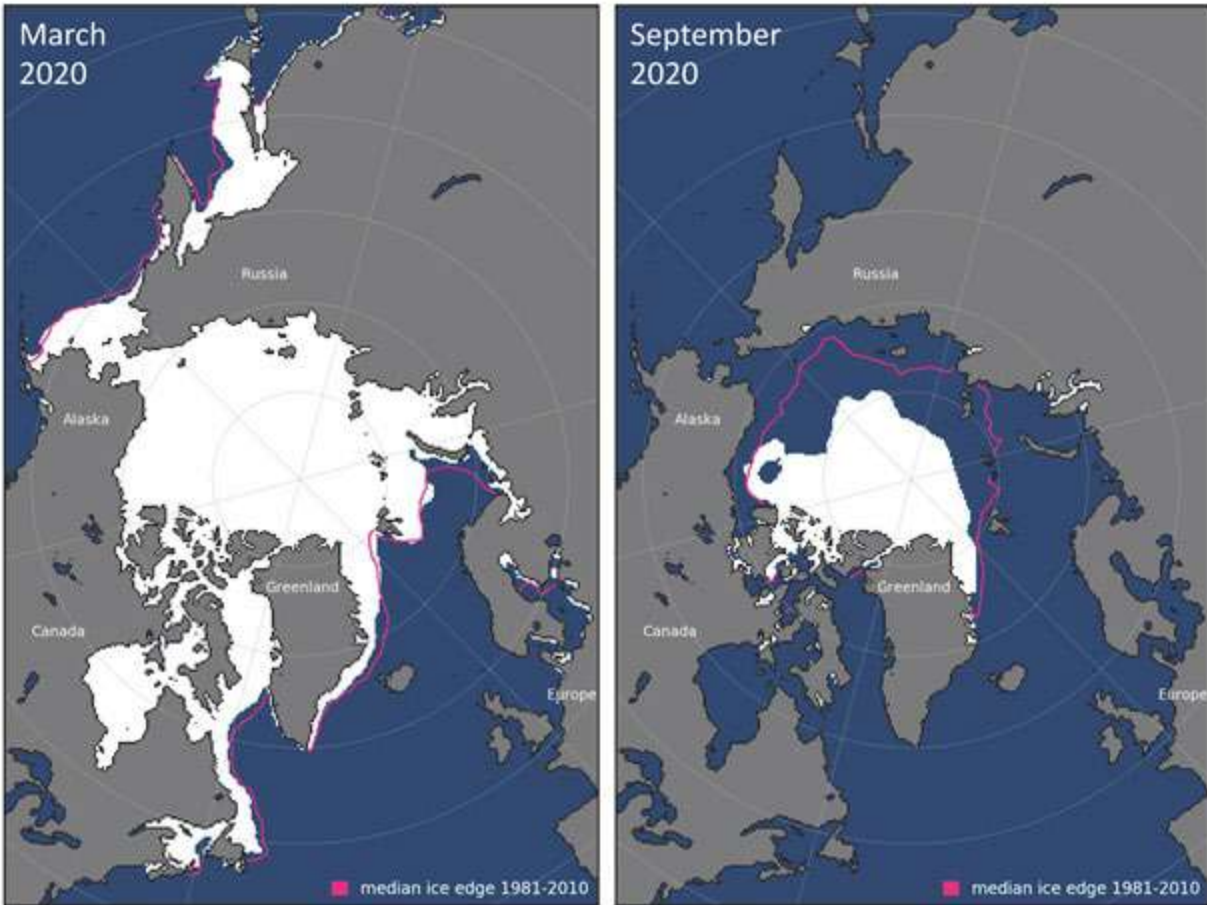 March
2020
Russia
Alaska
Greenland
Canada
Europe
median ice edge 1981-2010
September
2020
Russia
Alaska
Greenland
Canada
Europe
median ice edge 1981-2010